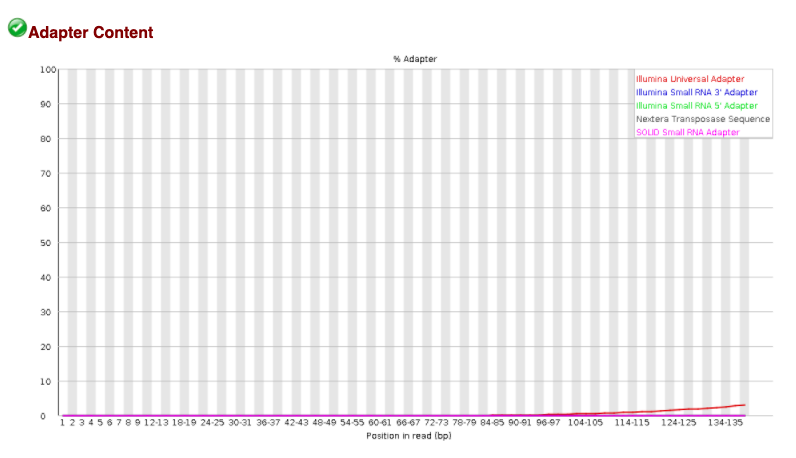 Adapter Content
% Adapter
100
90
80
70
60
50
40
30
20
10
0
Illumina Universal Adapter
Illumina Small RNA 3' Adapter
Illumina Small RNA 5' Adapter
Nextera Transposase Sequence
SOLID Small RNA Adapter
1 2 3 4 5 6 7 8 9 12-13 18-19 24-25 30-31 36-37 42-43 48-49 54-55 60-61 66-67 72-73 78-79 84-85 90-91 96-97 104-105 114-115 124-125 134-135
Position in read (bp)